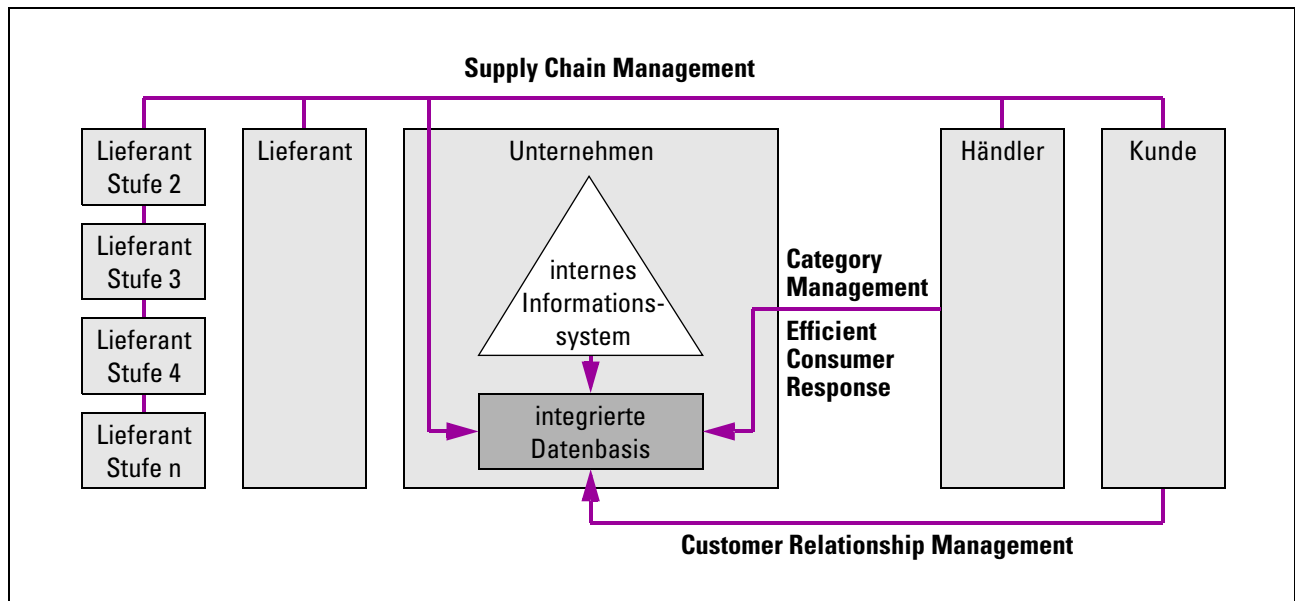 Supply Chain Management
Lieferant
Stufe 2
Lieferant
Stufe 3
Lieferant
Stufe 4
Lieferant
Stufe n
Lieferant
Unternehmen
internes
Informations-
system
integrierte
Datenbasis
Category
Management
Efficient
Consumer
Response
Händler
Kunde
Customer Relationship Management